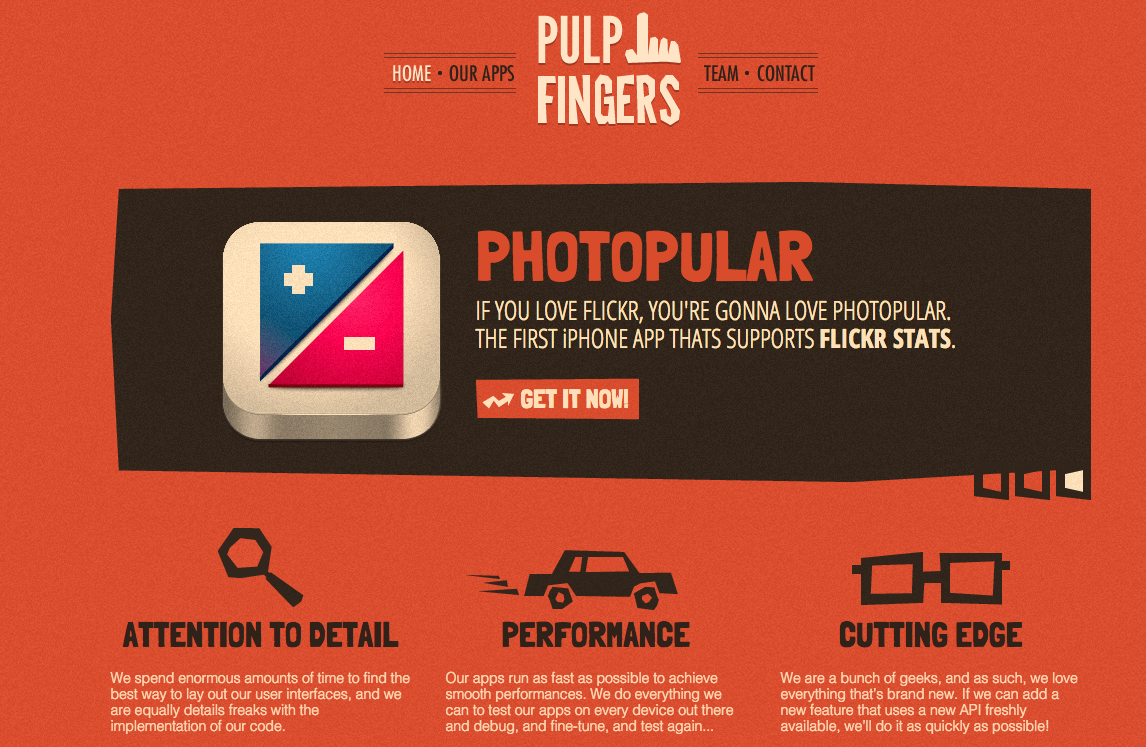 PULP
FINGERS
HOME • OUR APPS
TEAM • CONTACT
PHOTOPULAR
IF YOU LOVE FLICKR, YOU'RE GONNA LOVE PHOTOPULAR.
THE FIRST iPHONE APP THATS SUPPORTS FLICKR STATS.
GET IT NOW!
ATTENTION TO DETAIL
We spend enormous amounts of time to find the
best way to lay out our user interfaces, and we
are equally details freaks with the
implementation of our code.
PERFORMANCE
Our apps run as fast as possible to achieve
smooth performances. We do everything we
can to test our apps on every device out there
and debug, and fine-tune, and test again...
CUTTING EDGE
We are a bunch of geeks, and as such, we love
everything that's brand new. If we can add a
new feature that uses a new API freshly
available, we'll do it as quickly as possible!